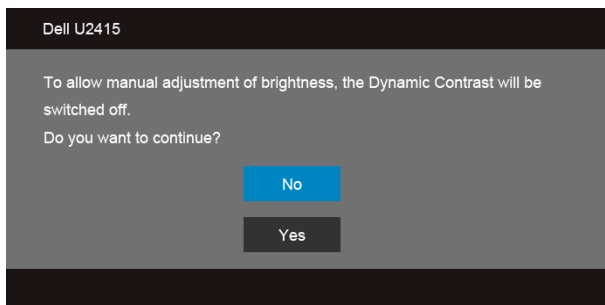 Dell U2415
To allow manual adjustment of brightness, the Dynamic Contrast will be
switched off.
Do you want to continue?
No
Yes